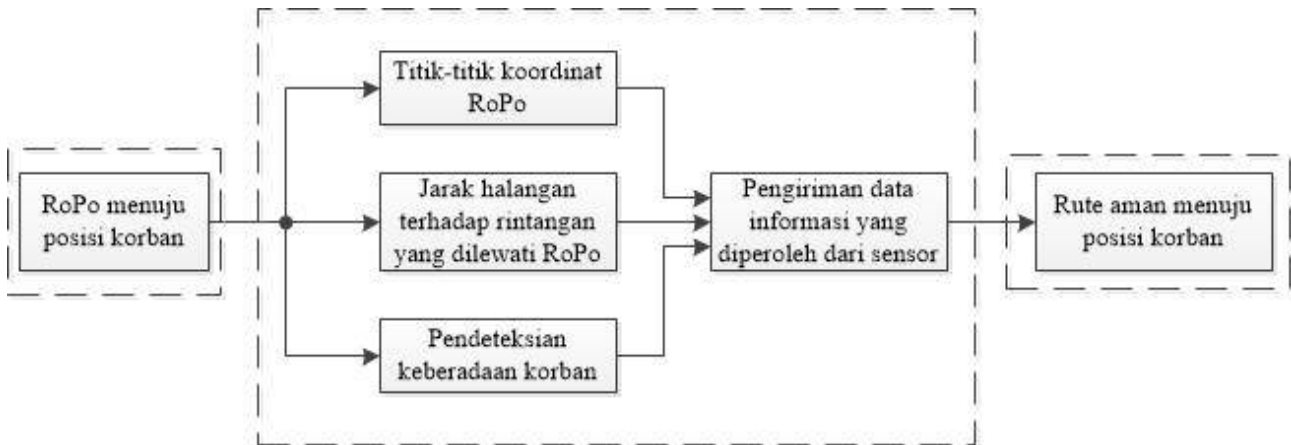 RoPo menuju
posisi korban
Titik-titik koordinat
RoPo
Jarak halangan
terhadap rintangan
yang dilewati RoPo
Pendeteksian
keberadaan korban
Pengiriman data
informasi yang
diperoleh dari sensor
Rute aman menuju
posisi korban